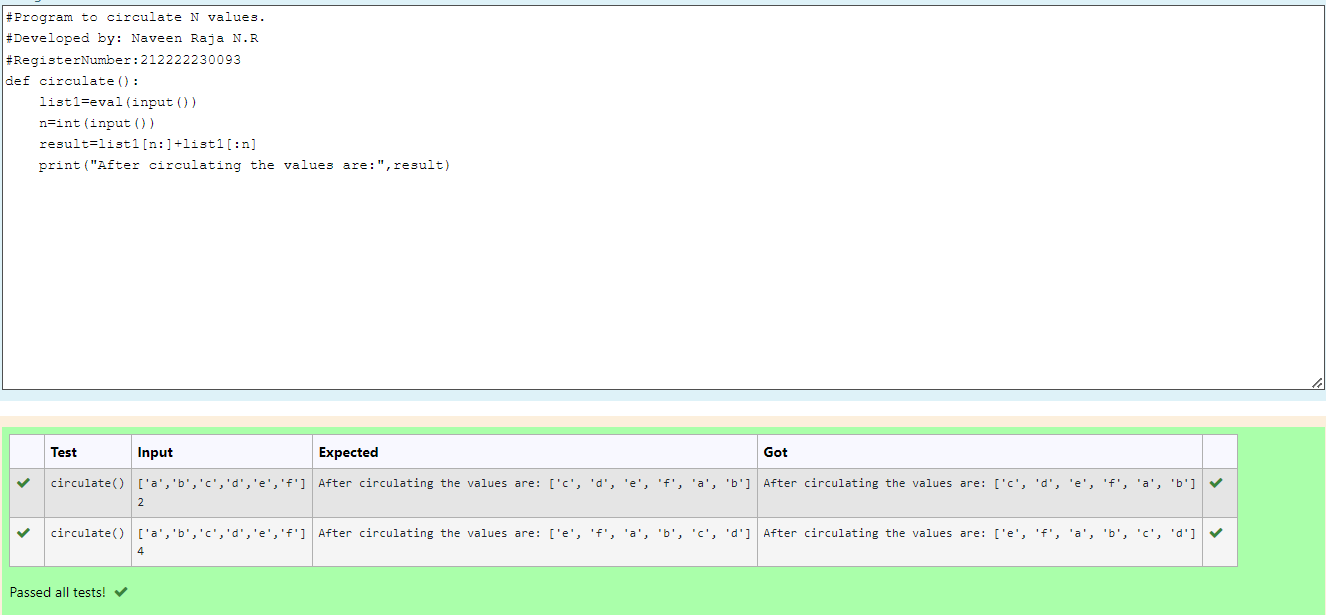 #Program to circulate N values.
#Developed by: Naveen Raja N.R
#RegisterNumber:212222230093
def circulate():
    list1=eval(input())
    n=int(input())
    result=list1[n:]+list1[:n]
    print("After circulating the values are:",result)
Test Input Expected Got
circulate() ['a','b','c','d','e','f'] After circulating the values are: ['c', 'd', 'e', 'f', 'a', 'b'] After circulating the values are: ['c', 'd', 'e', 'f', 'a', 'b']
2
circulate() ['a','b','c','d','e','f'] After circulating the values are: ['e', 'f', 'a', 'b', 'c', 'd'] After circulating the values are: ['e', 'f', 'a', 'b', 'c', 'd']
4
Passed all tests!